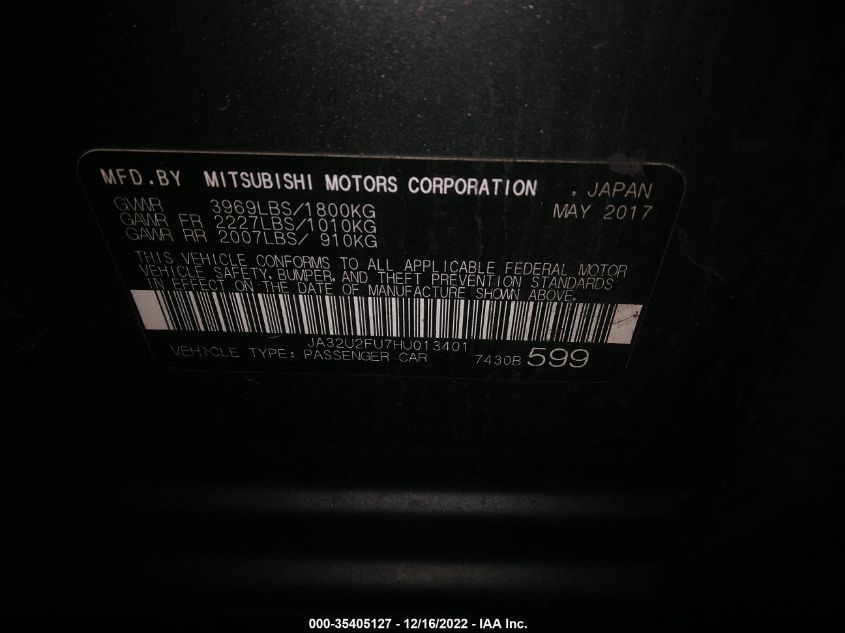 MFD.BY MITSUBISHI MOTORS CORPORATION . JAPAN
GVWR 3969LBS/1800KG MAY 2017
GAWR FR 2227LBS/1010KG
GAWR RR 2007LBS/ 910KG
THIS VEHICLE CONFORMS TO ALL APPLICABLE FEDERAL MOTOR
VEHICLE SAFETY, BUMPER, AND THEFT PREVENTION STANDARDS
IN EFFECT ON THE DATE OF MANUFACTURE SHOWN ABOVE.
JA32U2FU7HU013401
VEHICLE TYPE: PASSENGER CAR 7430B 599
000-35405127 - 12/16/2022 - IAA Inc.